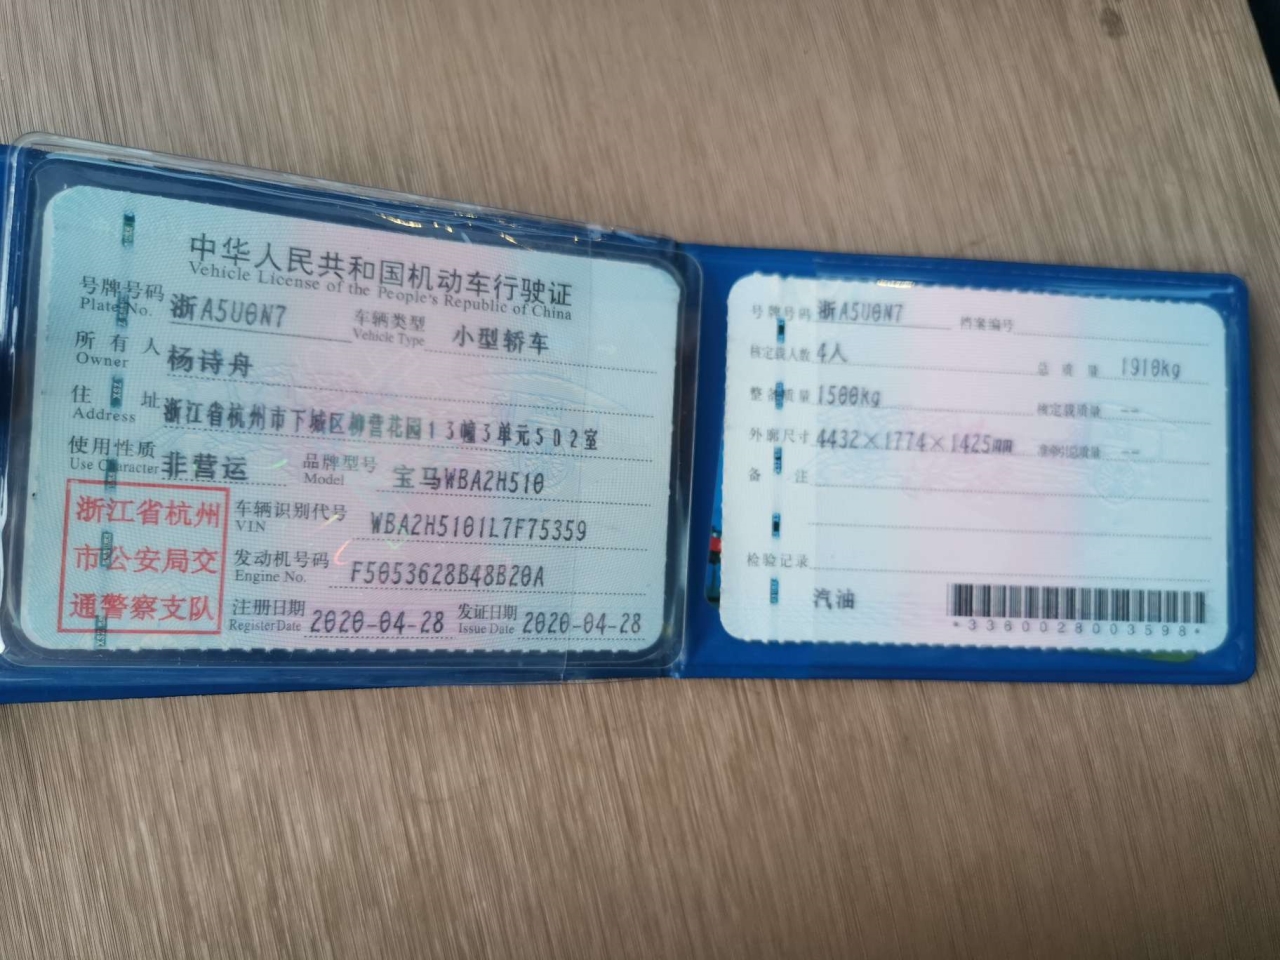 中华人民共和国机动车行驶证
Vehicle License of the People's Republic of China
号牌号码 浙A5U0N7 车辆类型 小型轿车
Plate No. Vehicle Type
所有人 杨诗舟
Owner
住址 浙江省杭州市下城区柳营花园13幢3单元502室
Address
使用性质 非营运 品牌型号 宝马WBA2H510
Use Character Model
浙江省杭州
市公安局交
通警察支队
车辆识别代号 WBA2H5101L7F75359
VIN
发动机号码 F5053628B48B20A
Engine No.
注册日期 2020-04-28 发证日期 2020-04-28
Register Date Issue Date
号牌号码 浙A5U0N7 档案编号
核定载人数 4人 总质量 1910kg
整备质量 1500kg 核定载质量 --
外廓尺寸 4432×1774×1425mm 准牵引总质量 --
备注
检验记录
汽油
*3360028003598*